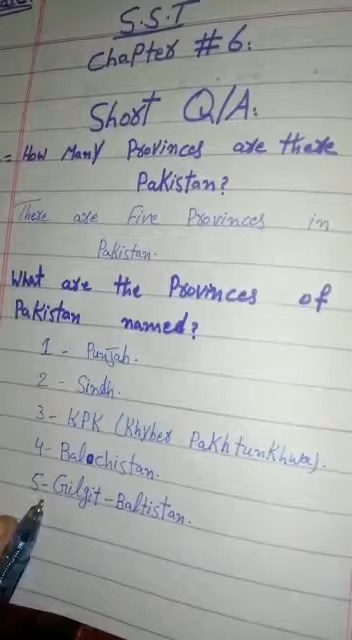 S.S.T
Chapter # 6:
Short Q/A:
= How Many Provinces are there
Pakistan?
There are Five Provinces in
Pakistan.
What are the Provinces of
Pakistan named?
1 - Punjab.
2 - Sindh.
3 - KPK (Khyber Pakhtunkhwa).
4 - Balochistan.
5 - Gilgit - Baltistan.